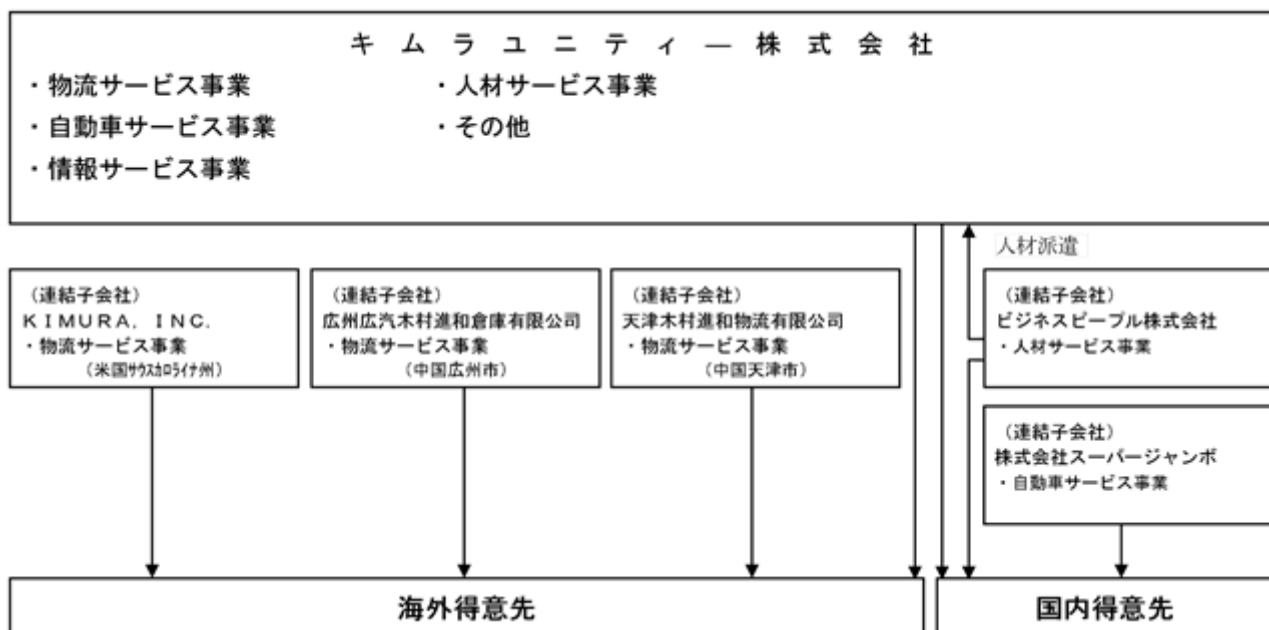 キムラユニティー株式会社
・物流サービス事業 ・人材サービス事業
・自動車サービス事業 ・その他
・情報サービス事業
人材派遣
（連結子会社）
ＫＩＭＵＲＡ，ＩＮＣ．
・物流サービス事業
（米国ｻｳｽｶﾛﾗｲﾅ州）
（連結子会社）
広州広汽木村進和倉庫有限公司
・物流サービス事業
（中国広州市）
（連結子会社）
天津木村進和物流有限公司
・物流サービス事業
（中国天津市）
（連結子会社）
ビジネスピープル株式会社
・人材サービス事業
（連結子会社）
株式会社スーパージャンボ
・自動車サービス事業
海外得意先
国内得意先